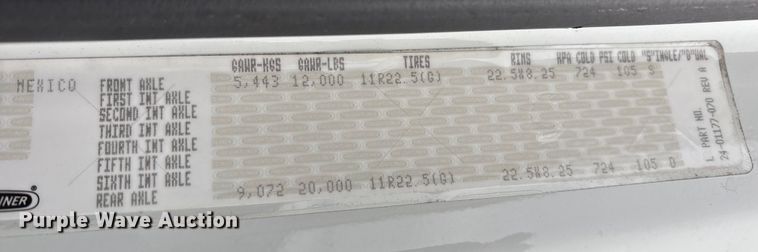 GAWR-KGS GAWR-LBS TIRES RIMS KPA COLD PSI COLD "S"INGLE/"D"UAL
MEXICO FRONT AXLE 5,443 12,000 11R22.5(G) 22.5X8.25 724 105 S
FIRST INT AXLE
SECOND INT AXLE
THIRD INT AXLE
FOURTH INT AXLE
FIFTH INT AXLE
SIXTH INT AXLE
REAR AXLE 9,072 20,000 11R22.5(G) 22.5X8.25 724 105 D
L PART NO.
24-01177-070 REV A
INER
Purple Wave Auction